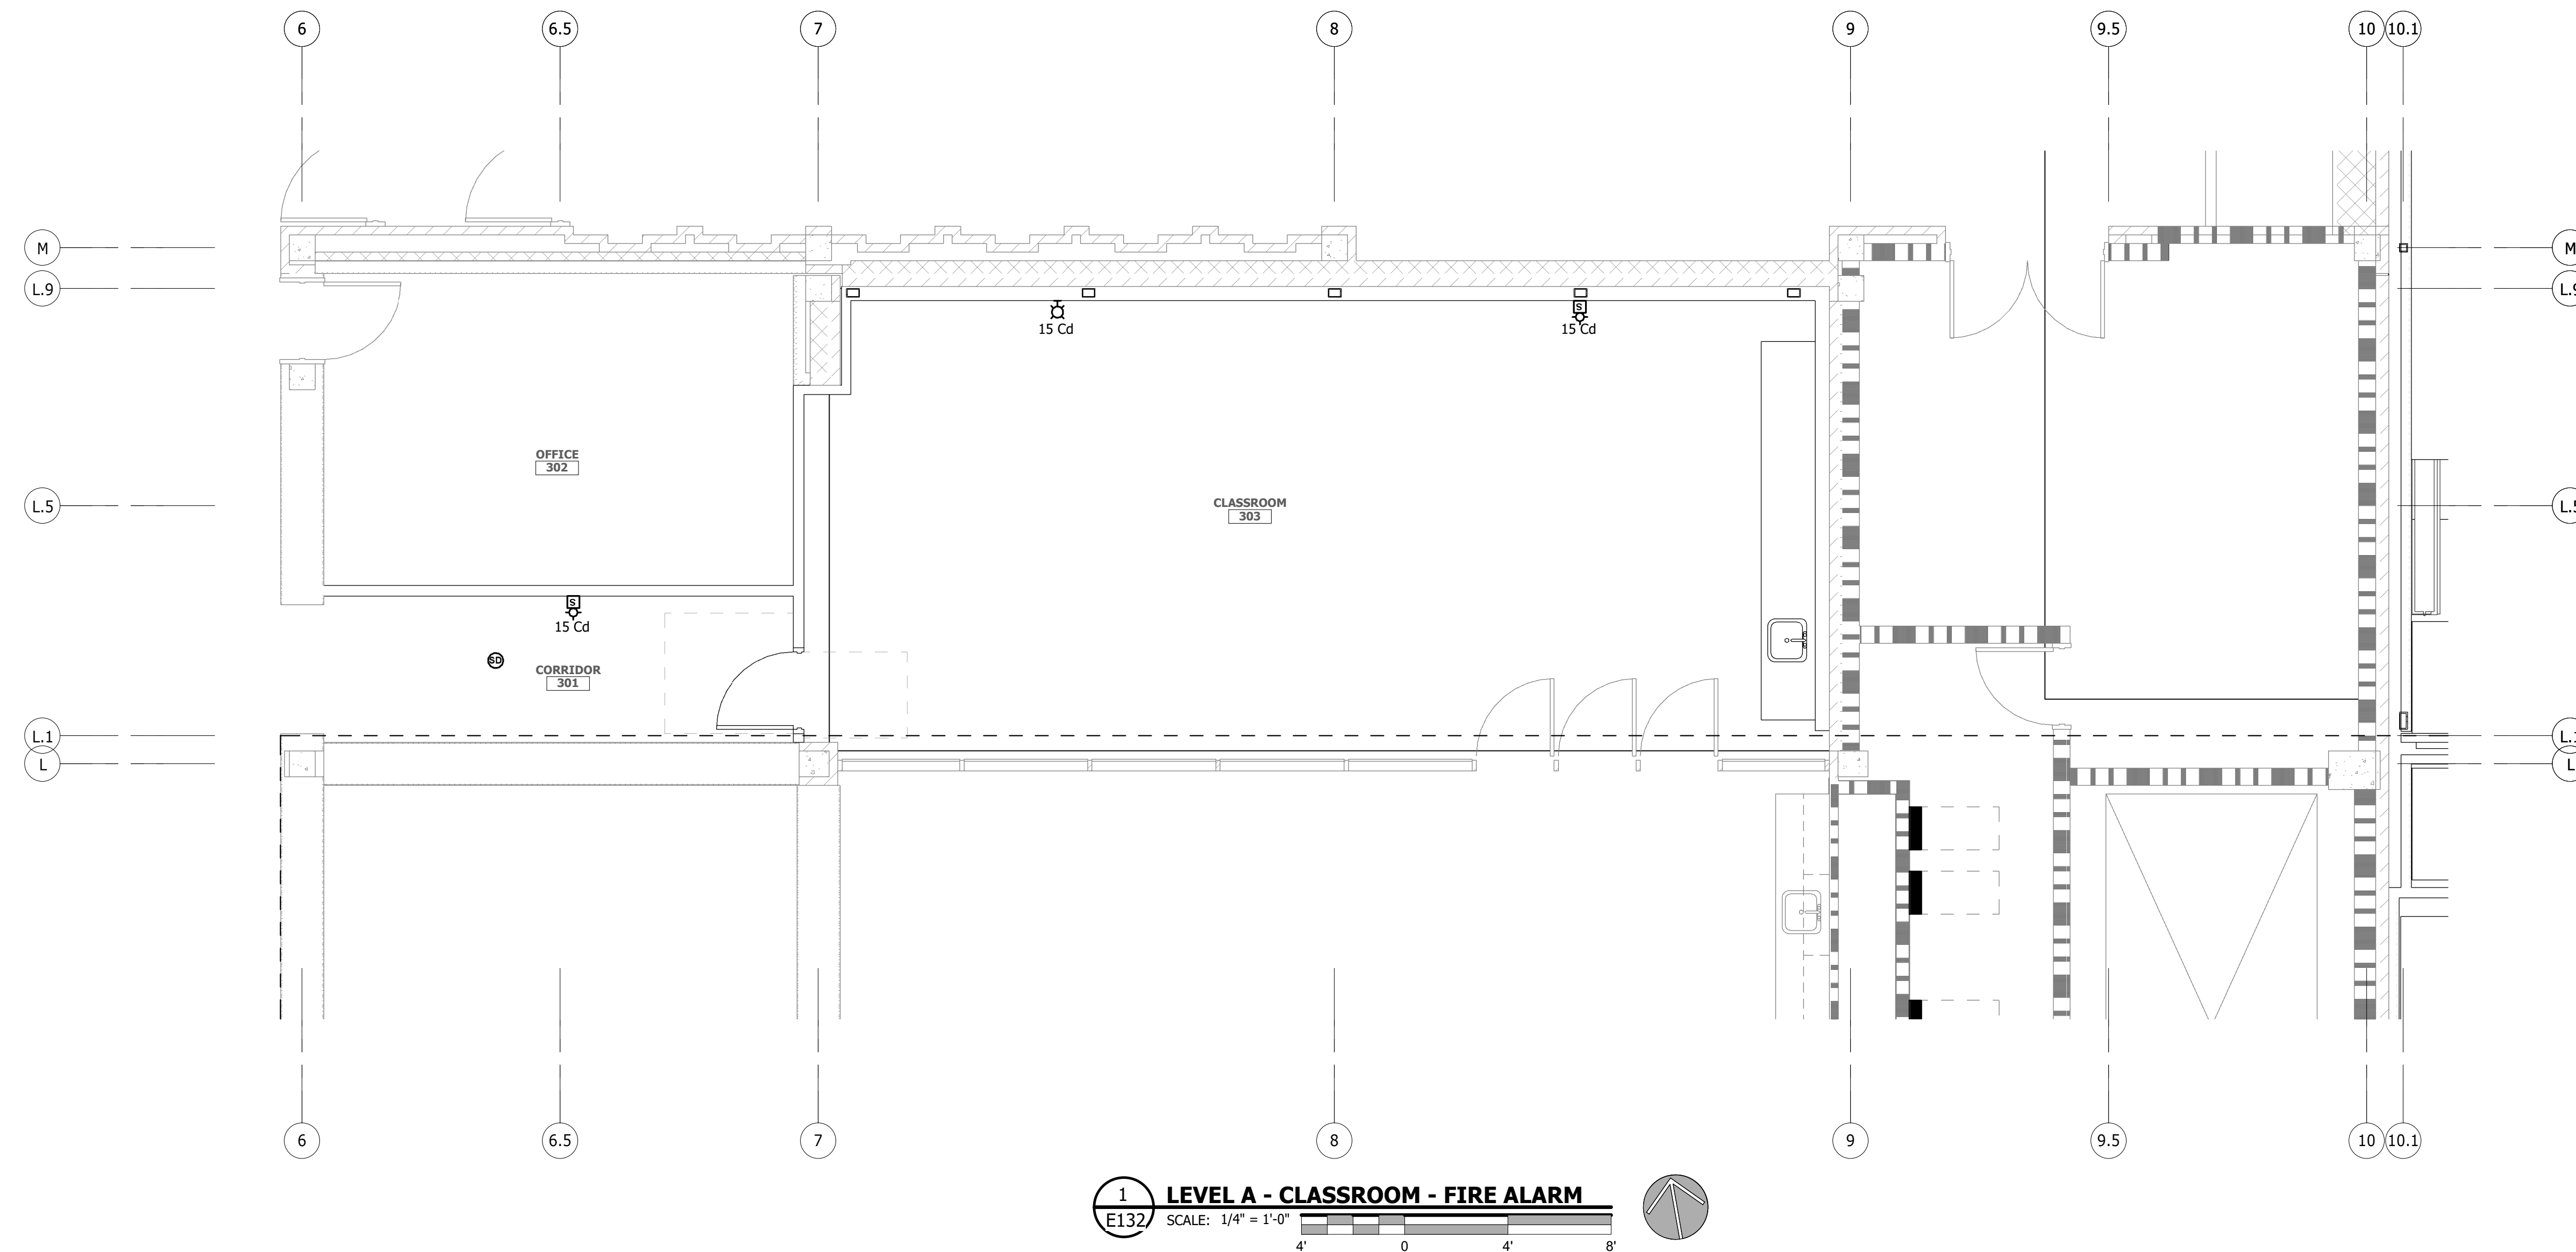 6 6.5 7 8 9 9.5 10 10.1
M M
L.9
15 Cd 15 Cd
OFFICE
302
CLASSROOM
303
L.5
S
S
15 Cd
SD
CORRIDOR
301
L.1
L L
6 6.5 7 8 9 9.5 10 10.1
1
E132
LEVEL A - CLASSROOM - FIRE ALARM
SCALE: 1/4" = 1'-0"
4' 0 4' 8'